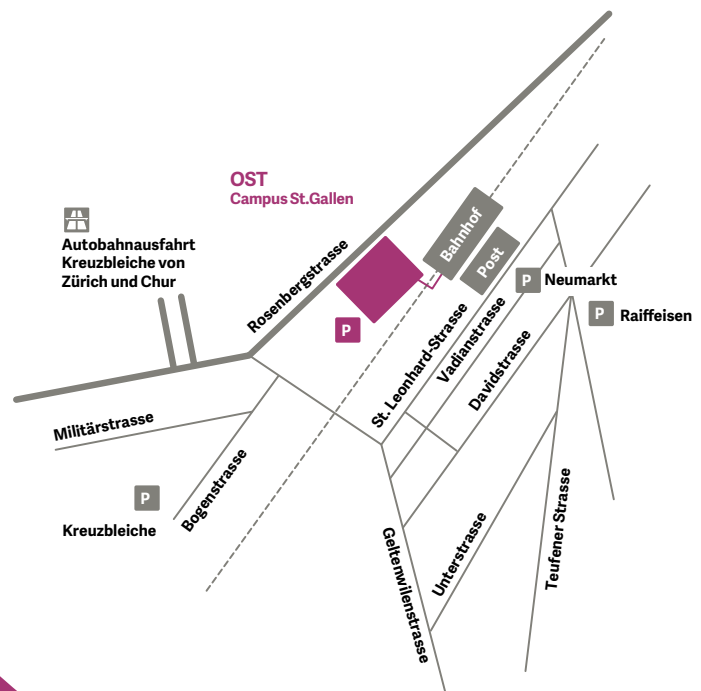 OST
Campus St.Gallen
Autobahnausfahrt
Kreuzbleiche von
Zürich und Chur
Rosenbergstrasse
Bahnhof
Post
P
Neumarkt
P
Raiffeisen
P
St. Leonhard-Strasse
Vadianstrasse
Davidstrasse
Militärstrasse
Bogenstrasse
P
Kreuzbleiche
Geltenwilenstrasse
Unterstrasse
Teufener Strasse